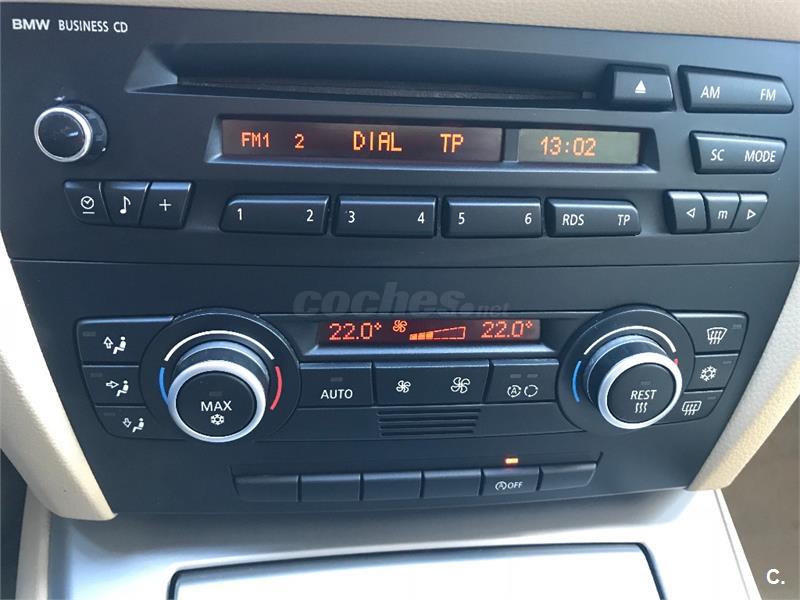 BMW BUSINESS CD
AM FM
FM1 2 DIAL TP 13:02
SC MODE
1 2 3 4 5 6 RDS TP m
coches.net
22.0° 22.0°
MAX AUTO A REST
A OFF
C.